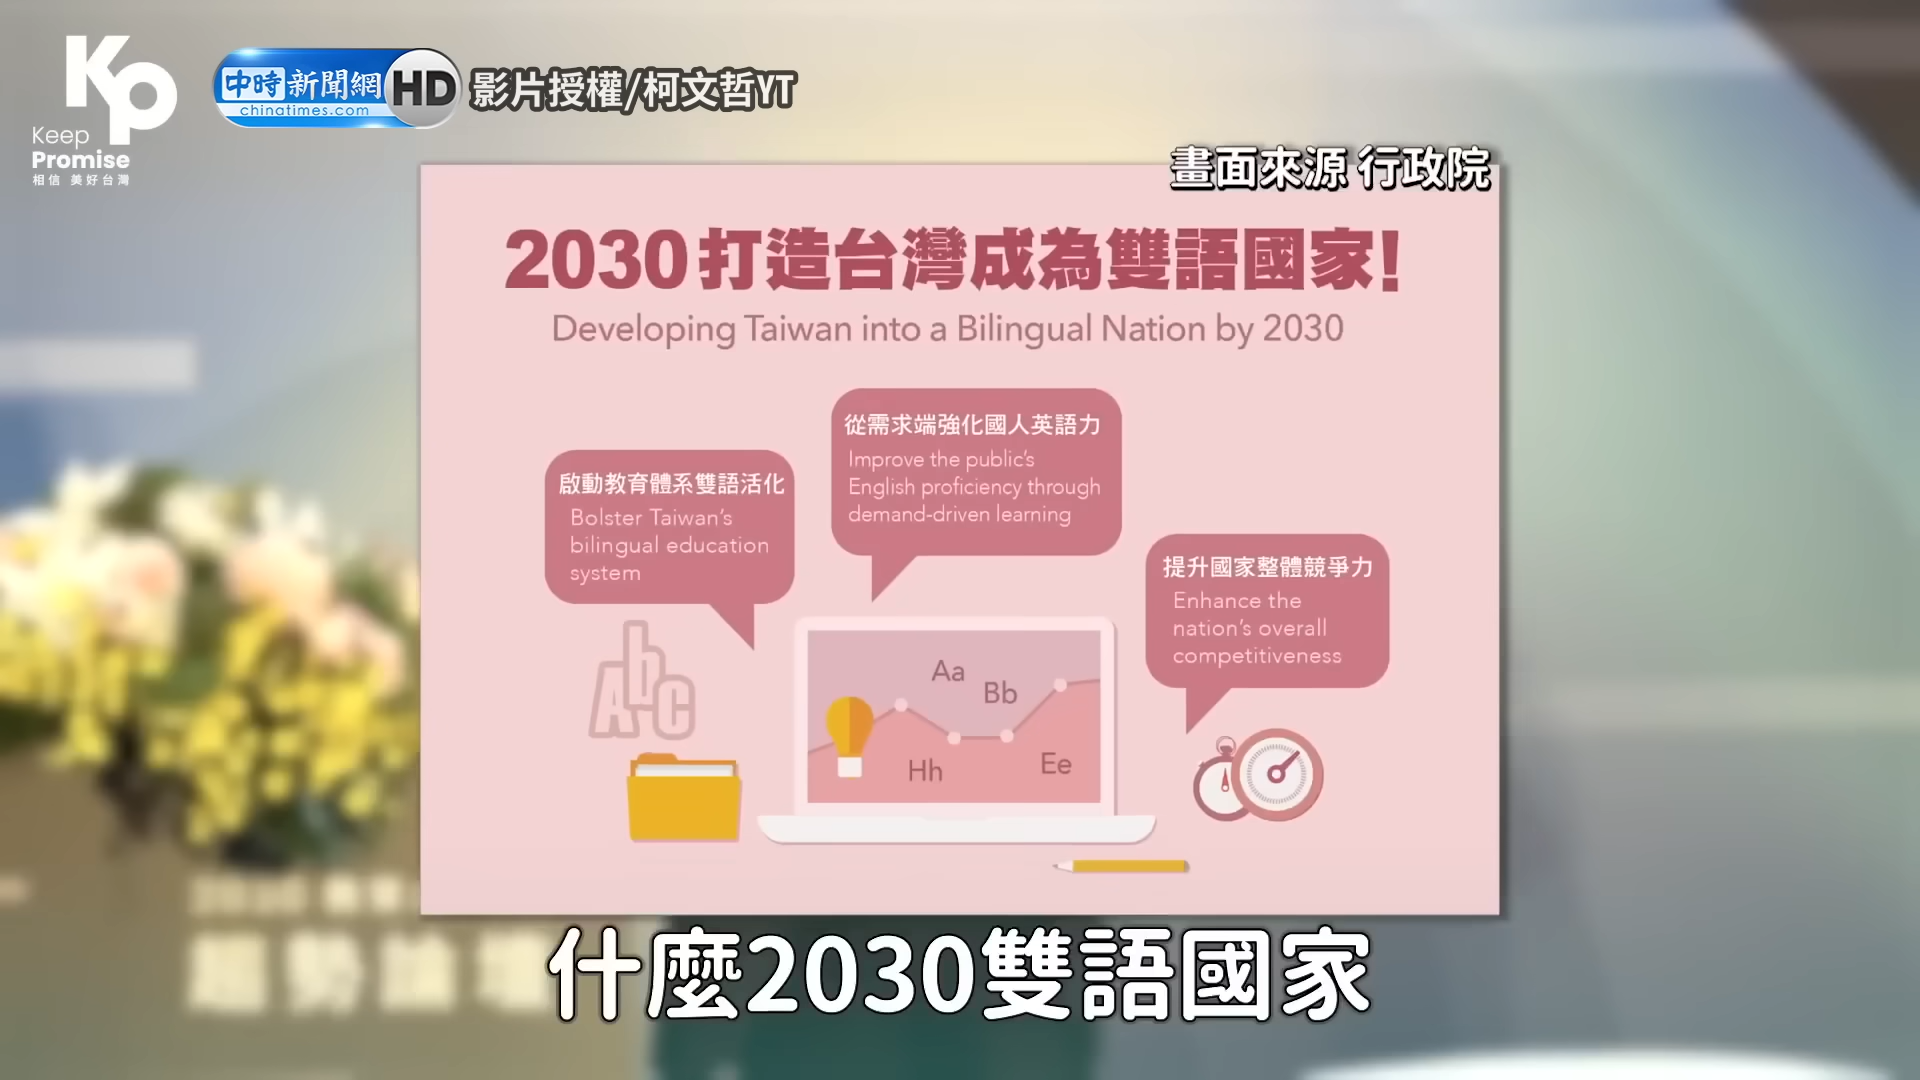 Kp
Keep
Promise
相信 美好台灣
中時新聞網
chinatimes.com
HD
影片授權/柯文哲YT
畫面來源 行政院
2030打造台灣成為雙語國家!
Developing Taiwan into a Bilingual Nation by 2030
啟動教育體系雙語活化
Bolster Taiwan's
bilingual education
system
從需求端強化國人英語力
Improve the public's
English proficiency through
demand-driven learning
提升國家整體競爭力
Enhance the
nation's overall
competitiveness
AbC
Aa
Bb
Hh
Ee
趨勢論壇
什麼2030雙語國家